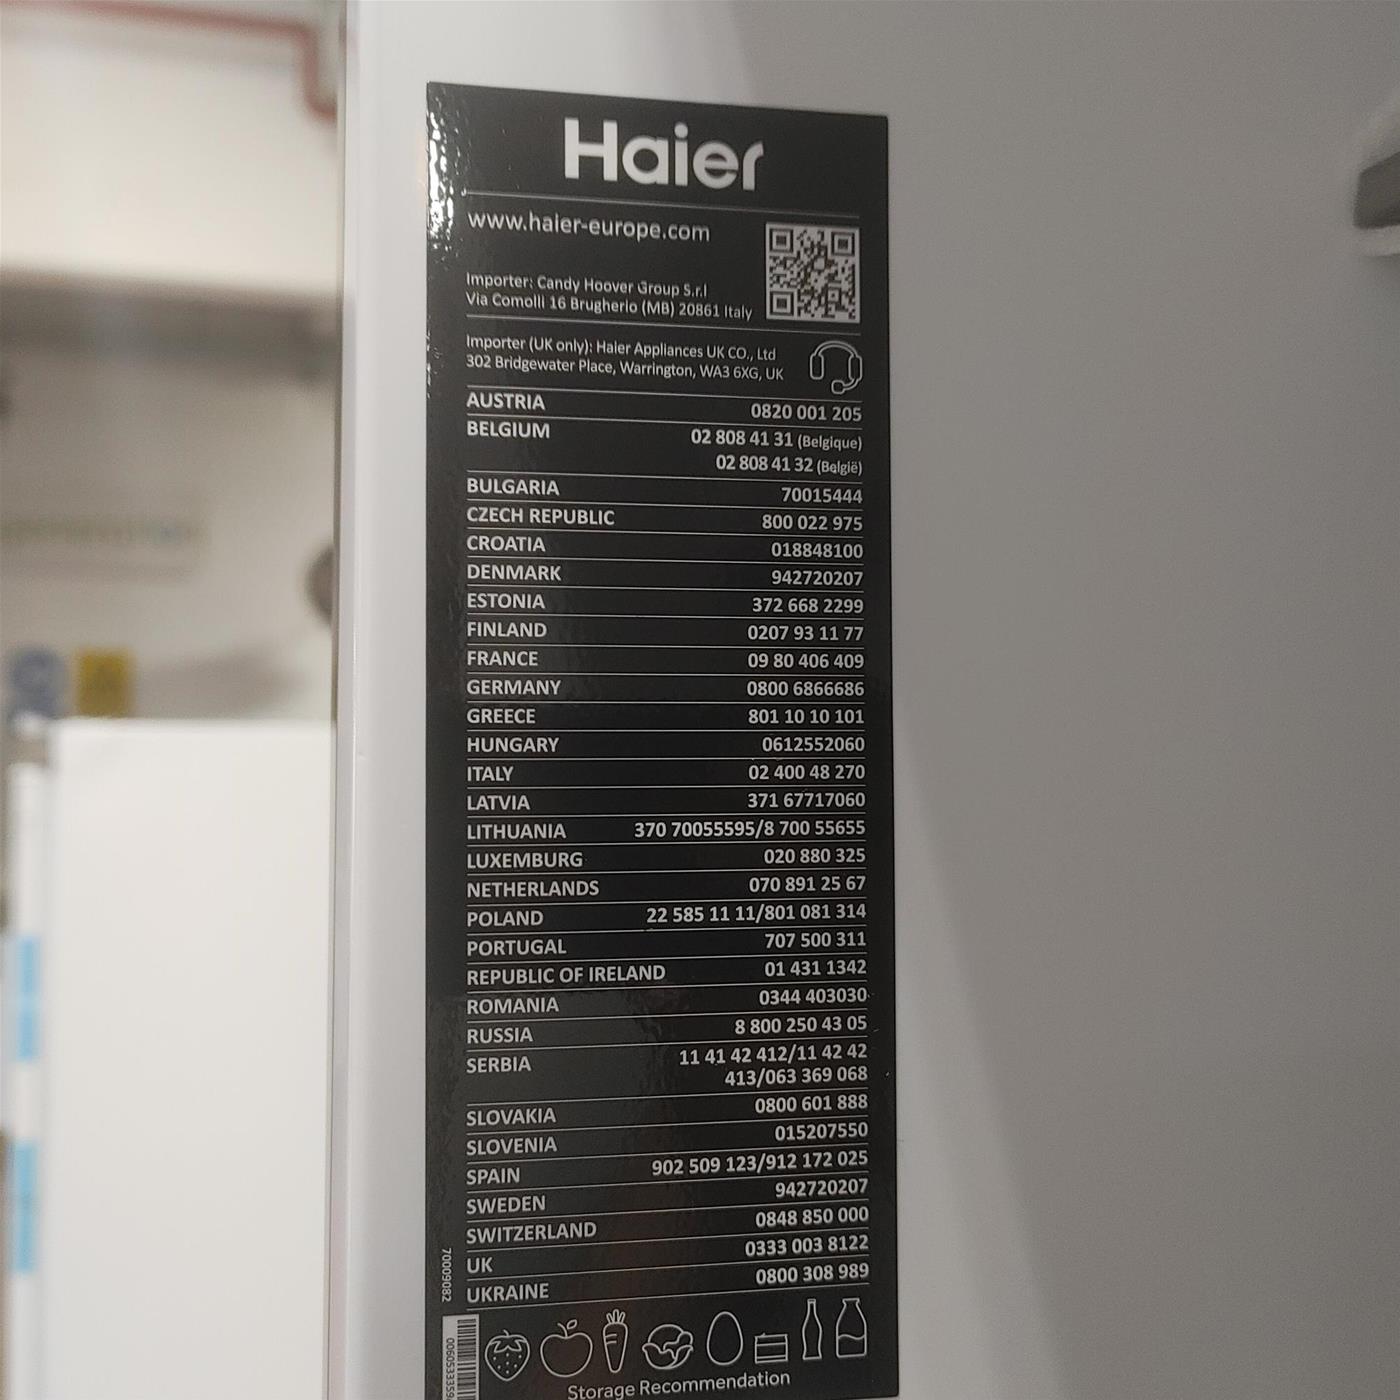 Haier
www.haier-europe.com
Importer: Candy Hoover Group S.r.l
Via Comolli 16 Brugherio (MB) 20861 Italy
Importer (UK only): Haier Appliances UK CO., Ltd
302 Bridgewater Place, Warrington, WA3 6XG, UK
AUSTRIA 0820 001 205
BELGIUM 02 808 41 31 (Belgique)
02 808 41 32 (België)
BULGARIA 70015444
CZECH REPUBLIC 800 022 975
CROATIA 018848100
DENMARK 942720207
ESTONIA 372 668 2299
FINLAND 0207 93 11 77
FRANCE 09 80 406 409
GERMANY 0800 6866686
GREECE 801 10 10 101
HUNGARY 0612552060
ITALY 02 400 48 270
LATVIA 371 67717060
LITHUANIA 370 70055595/8 700 55655
LUXEMBURG 020 880 325
NETHERLANDS 070 891 25 67
POLAND 22 585 11 11/801 081 314
PORTUGAL 707 500 311
REPUBLIC OF IRELAND 01 431 1342
ROMANIA 0344 403030
RUSSIA 8 800 250 43 05
SERBIA 11 41 42 412/11 42 42
413/063 369 068
SLOVAKIA 0800 601 888
SLOVENIA 015207550
SPAIN 902 509 123/912 172 025
SWEDEN 942720207
SWITZERLAND 0848 850 000
UK 0333 003 8122
UKRAINE 0800 308 989
70009082
Storage Recommendation